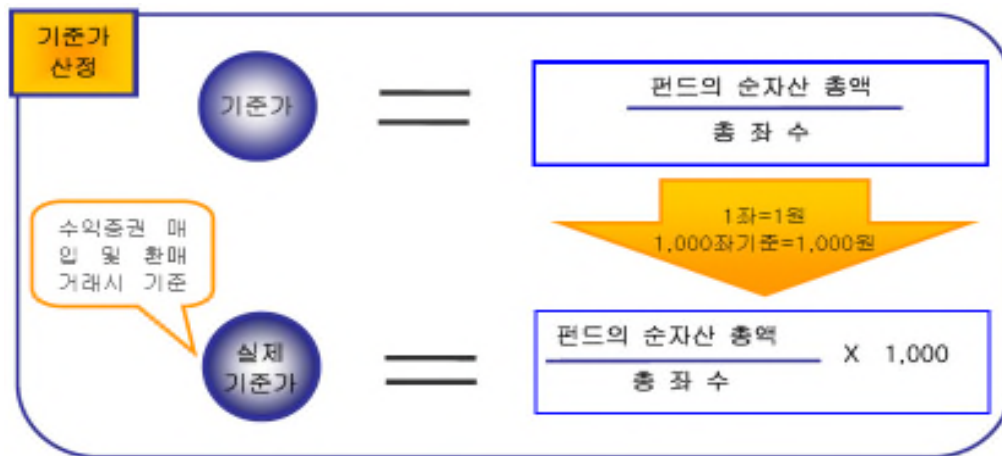 기준가
산정
기준가
펀드의 순자산 총액
총 좌 수
1좌=1원
1,000좌기준=1,000원
수익증권 매
입 및 환매
거래시 기준
실제
기준가
펀드의 순자산 총액
총 좌 수
X 1,000